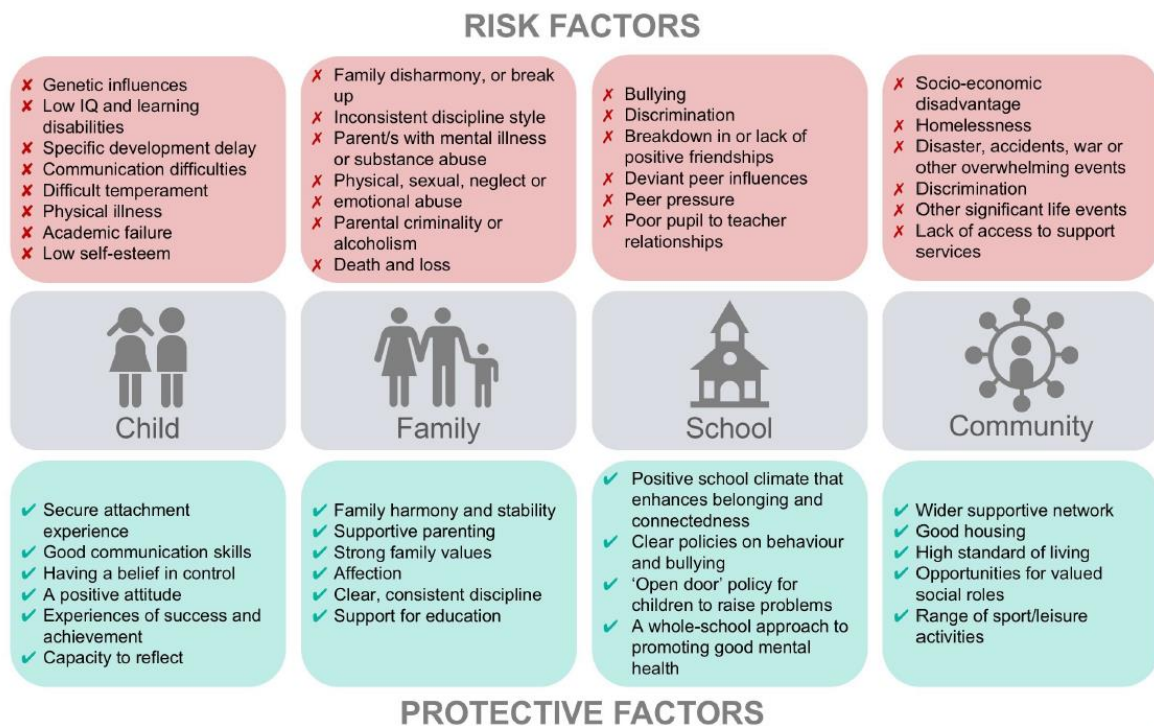 RISK FACTORS
✘ Genetic influences
✘ Low IQ and learning
disabilities
✘ Specific development delay
✘ Communication difficulties
✘ Difficult temperament
✘ Physical illness
✘ Academic failure
✘ Low self-esteem
✗ Family disharmony, or break
up
✗ Inconsistent discipline style
✗ Parent/s with mental illness
or substance abuse
✗ Physical, sexual, neglect or
✗ emotional abuse
✗ Parental criminality or
alcoholism
✗ Death and loss
✗ Bullying
✗ Discrimination
✗ Breakdown in or lack of
positive friendships
✗ Deviant peer influences
✗ Peer pressure
✗ Poor pupil to teacher
relationships
✗ Socio-economic
disadvantage
✗ Homelessness
✗ Disaster, accidents, war or
other overwhelming events
✗ Discrimination
✗ Other significant life events
✗ Lack of access to support
services
Child
Family
School
Community
✔ Secure attachment
experience
✔ Good communication skills
✔ Having a belief in control
✔ A positive attitude
✔ Experiences of success and
achievement
✔ Capacity to reflect
✔ Family harmony and stability
✔ Supportive parenting
✔ Strong family values
✔ Affection
✔ Clear, consistent discipline
✔ Support for education
✔ Positive school climate that
enhances belonging and
connectedness
✔ Clear policies on behaviour
and bullying
✔ ‘Open door’ policy for
children to raise problems
✔ A whole-school approach to
promoting good mental
health
✔ Wider supportive network
✔ Good housing
✔ High standard of living
✔ Opportunities for valued
social roles
✔ Range of sport/leisure
activities
PROTECTIVE FACTORS